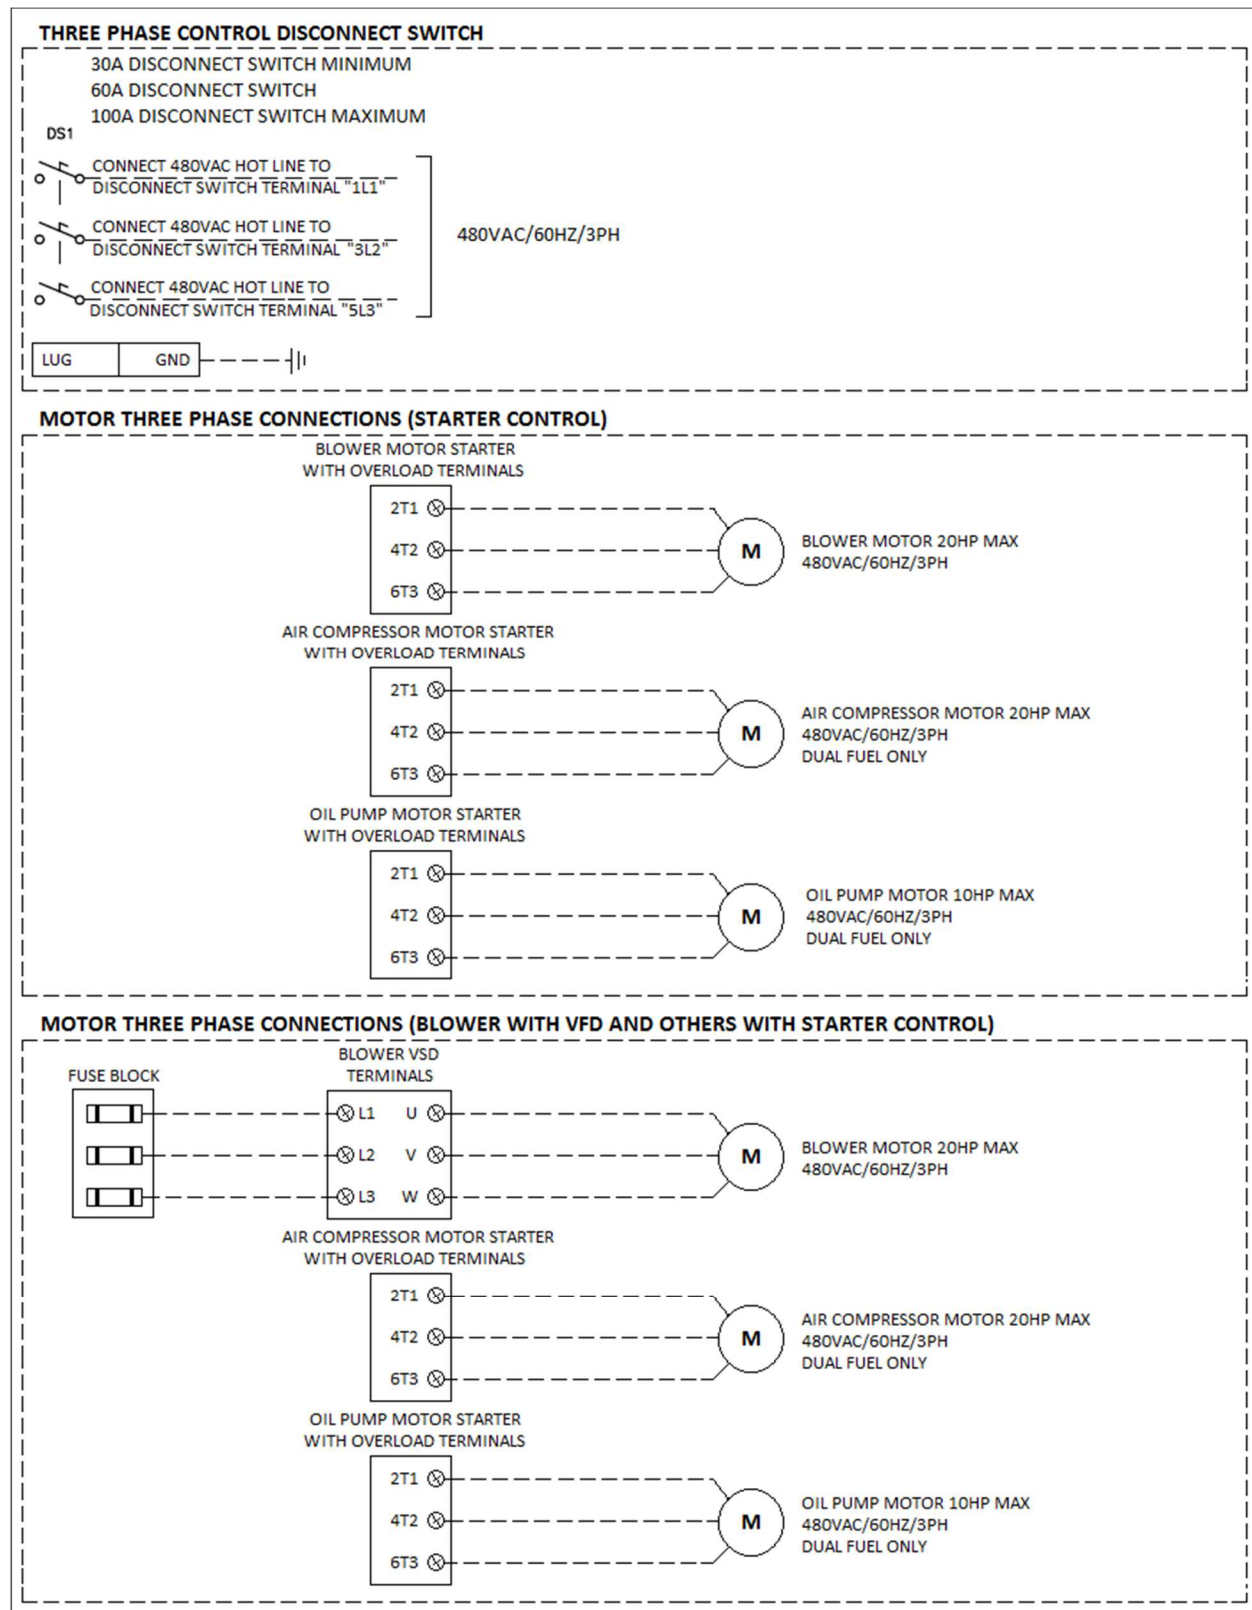 THREE PHASE CONTROL DISCONNECT SWITCH
30A DISCONNECT SWITCH MINIMUM
60A DISCONNECT SWITCH
100A DISCONNECT SWITCH MAXIMUM
DS1
CONNECT 480VAC HOT LINE TO
DISCONNECT SWITCH TERMINAL "1L1"
CONNECT 480VAC HOT LINE TO
DISCONNECT SWITCH TERMINAL "3L2"
480VAC/60HZ/3PH
CONNECT 480VAC HOT LINE TO
DISCONNECT SWITCH TERMINAL "5L3"
LUG GND
MOTOR THREE PHASE CONNECTIONS (STARTER CONTROL)
BLOWER MOTOR STARTER
WITH OVERLOAD TERMINALS
2T1
4T2
6T3
M
BLOWER MOTOR 20HP MAX
480VAC/60HZ/3PH
AIR COMPRESSOR MOTOR STARTER
WITH OVERLOAD TERMINALS
2T1
4T2
6T3
M
AIR COMPRESSOR MOTOR 20HP MAX
480VAC/60HZ/3PH
DUAL FUEL ONLY
OIL PUMP MOTOR STARTER
WITH OVERLOAD TERMINALS
2T1
4T2
6T3
M
OIL PUMP MOTOR 10HP MAX
480VAC/60HZ/3PH
DUAL FUEL ONLY
MOTOR THREE PHASE CONNECTIONS (BLOWER WITH VFD AND OTHERS WITH STARTER CONTROL)
FUSE BLOCK
BLOWER VSD
TERMINALS
L1 U
L2 V
L3 W
M
BLOWER MOTOR 20HP MAX
480VAC/60HZ/3PH
AIR COMPRESSOR MOTOR STARTER
WITH OVERLOAD TERMINALS
2T1
4T2
6T3
M
AIR COMPRESSOR MOTOR 20HP MAX
480VAC/60HZ/3PH
DUAL FUEL ONLY
OIL PUMP MOTOR STARTER
WITH OVERLOAD TERMINALS
2T1
4T2
6T3
M
OIL PUMP MOTOR 10HP MAX
480VAC/60HZ/3PH
DUAL FUEL ONLY